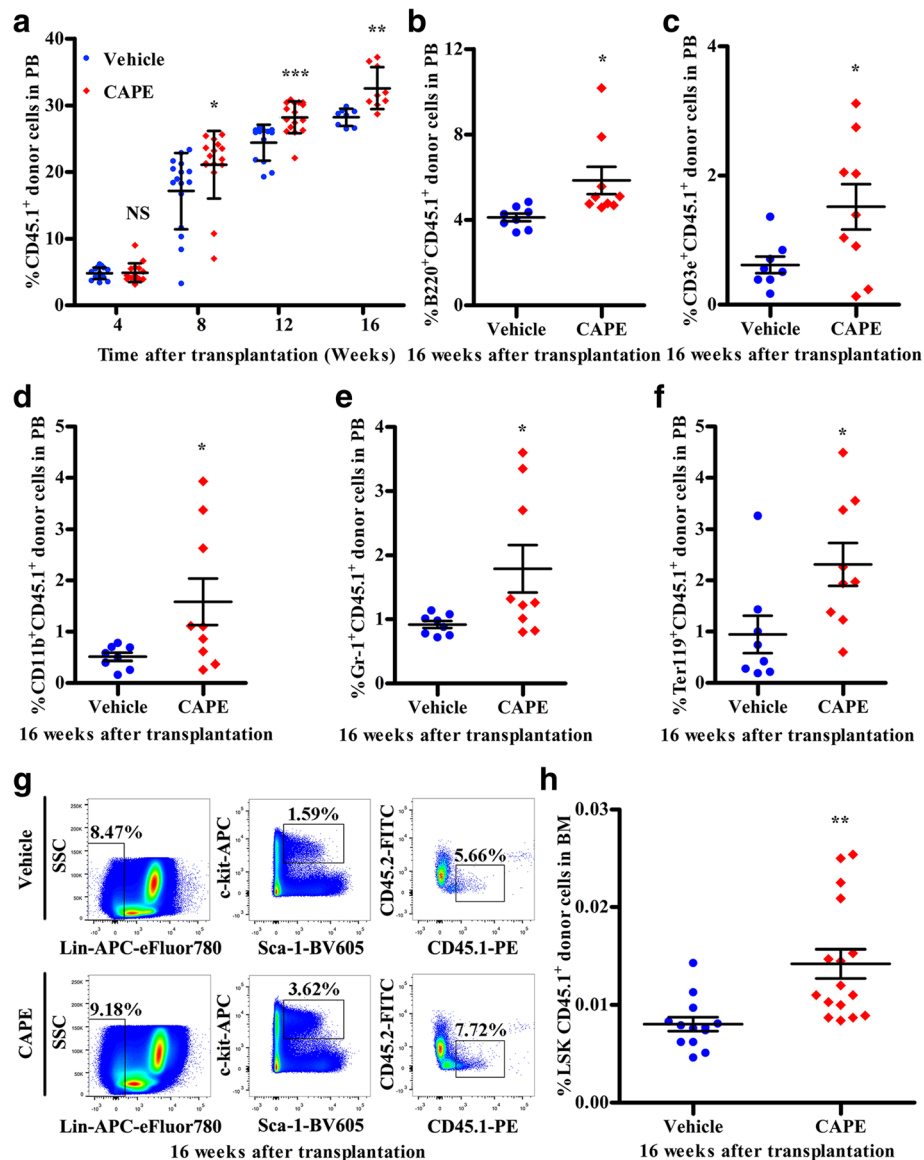 a
%CD45.1+ donor cells in PB
40
30
20
10
0
Vehicle
CAPE
NS
*
***
**
4
8
12
16
Time after transplantation (Weeks)
b
%B220+CD45.1+ donor cells in PB
12
8
4
0
*
Vehicle
CAPE
16 weeks after transplantation
c
%CD3e+CD45.1+ donor cells in PB
4
2
0
*
Vehicle
CAPE
16 weeks after transplantation
d
%CD11b+CD45.1+ donor cells in PB
5
4
3
2
1
0
*
Vehicle
CAPE
16 weeks after transplantation
e
%Gr-1+CD45.1+ donor cells in PB
4
3
2
1
0
*
Vehicle
CAPE
16 weeks after transplantation
f
%Ter119+CD45.1+ donor cells in PB
5
4
3
2
1
0
*
Vehicle
CAPE
16 weeks after transplantation
g
Vehicle
SSC
8.47%
Lin-APC-eFluor780
c-kit-APC
1.59%
Sca-1-BV605
CD45.2-FITC
5.66%
CD45.1-PE
CAPE
SSC
9.18%
Lin-APC-eFluor780
c-kit-APC
3.62%
Sca-1-BV605
CD45.2-FITC
7.72%
CD45.1-PE
16 weeks after transplantation
h
%LSK CD45.1+ donor cells in BM
0.03
0.02
0.01
0.00
**
Vehicle
CAPE
16 weeks after transplantation